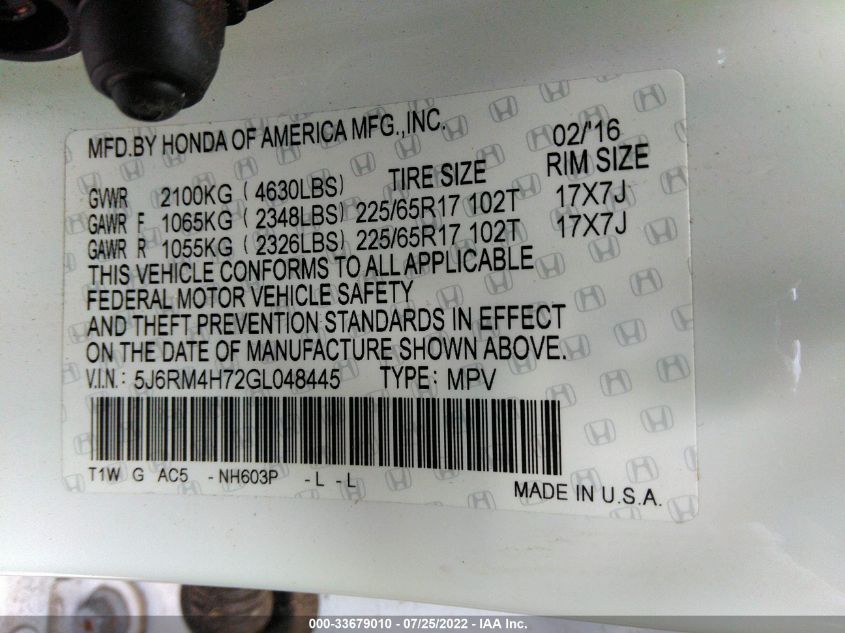 MFD.BY HONDA OF AMERICA MFG.,INC. 02/'16
TIRE SIZE RIM SIZE
GVWR 2100KG (4630LBS)
GAWR F 1065KG (2348LBS) 225/65R17 102T 17X7J
GAWR R 1055KG (2326LBS) 225/65R17 102T 17X7J
THIS VEHICLE CONFORMS TO ALL APPLICABLE
FEDERAL MOTOR VEHICLE SAFETY
AND THEFT PREVENTION STANDARDS IN EFFECT
ON THE DATE OF MANUFACTURE SHOWN ABOVE.
V.I.N.: 5J6RM4H72GL048445 TYPE: MPV
T1W G AC5 -NH603P -L -L
MADE IN U.S.A.
000-33679010 - 07/25/2022 - IAA Inc.